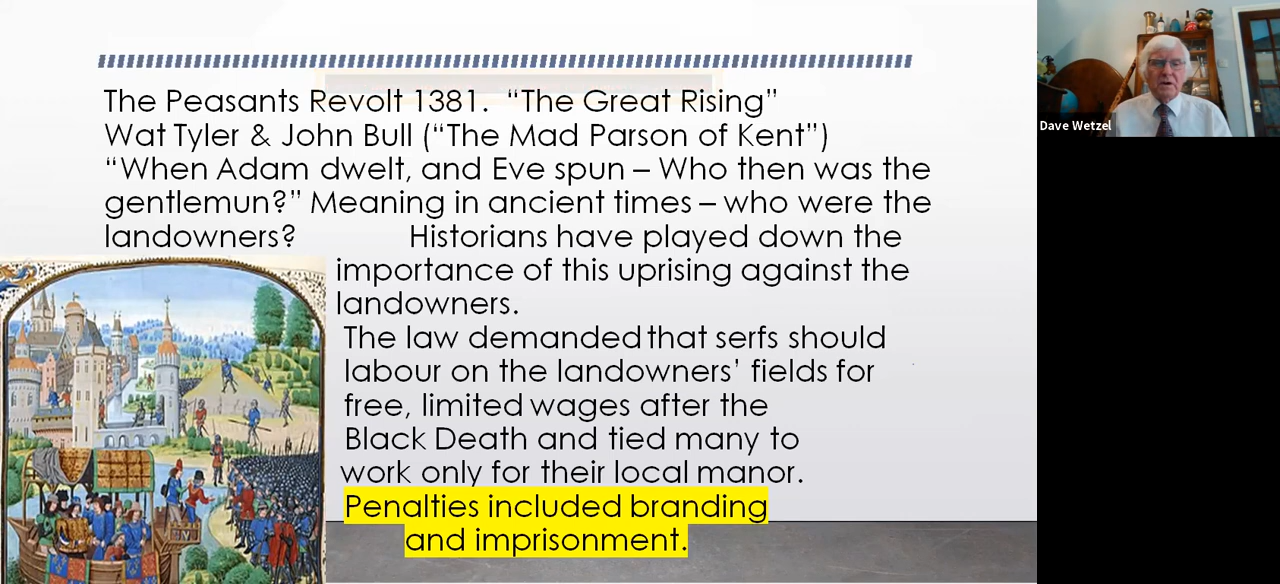 The Peasants Revolt 1381. “The Great Rising”
Wat Tyler & John Bull (“The Mad Parson of Kent”)
“When Adam dwelt, and Eve spun – Who then was the
gentlemun?” Meaning in ancient times – who were the
landowners? Historians have played down the
importance of this uprising against the
landowners.
The law demanded that serfs should
labour on the landowners’ fields for
free, limited wages after the
Black Death and tied many to
work only for their local manor.
Penalties included branding
and imprisonment.
Dave Wetzel